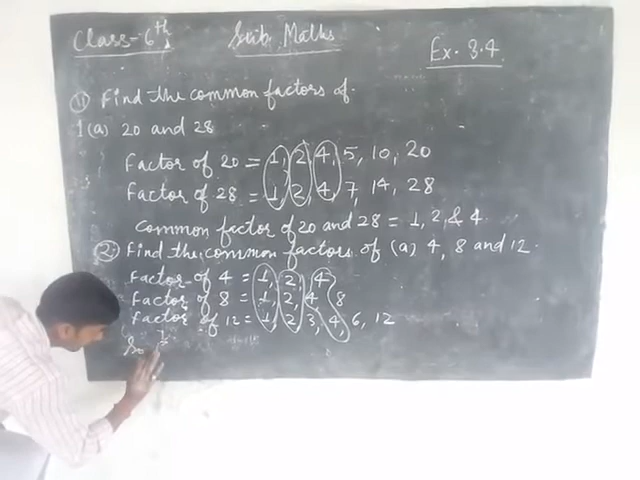 Class-6th Sub. Maths Ex. 3.4
(1) Find the common factors of.
1(a) 20 and 28
Factor of 20 = 1, 2, 4, 5, 10, 20
Factor of 28 = 1, 2, 4, 7, 14, 28
Common factor of 20 and 28 = 1, 2, & 4.
(2) Find the common factors of (a) 4, 8 and 12.
Factor of 4 = 1, 2, 4
Factor of 8 = 1, 2, 4, 8
Factor of 12 = 1, 2, 3, 4, 6, 12
So